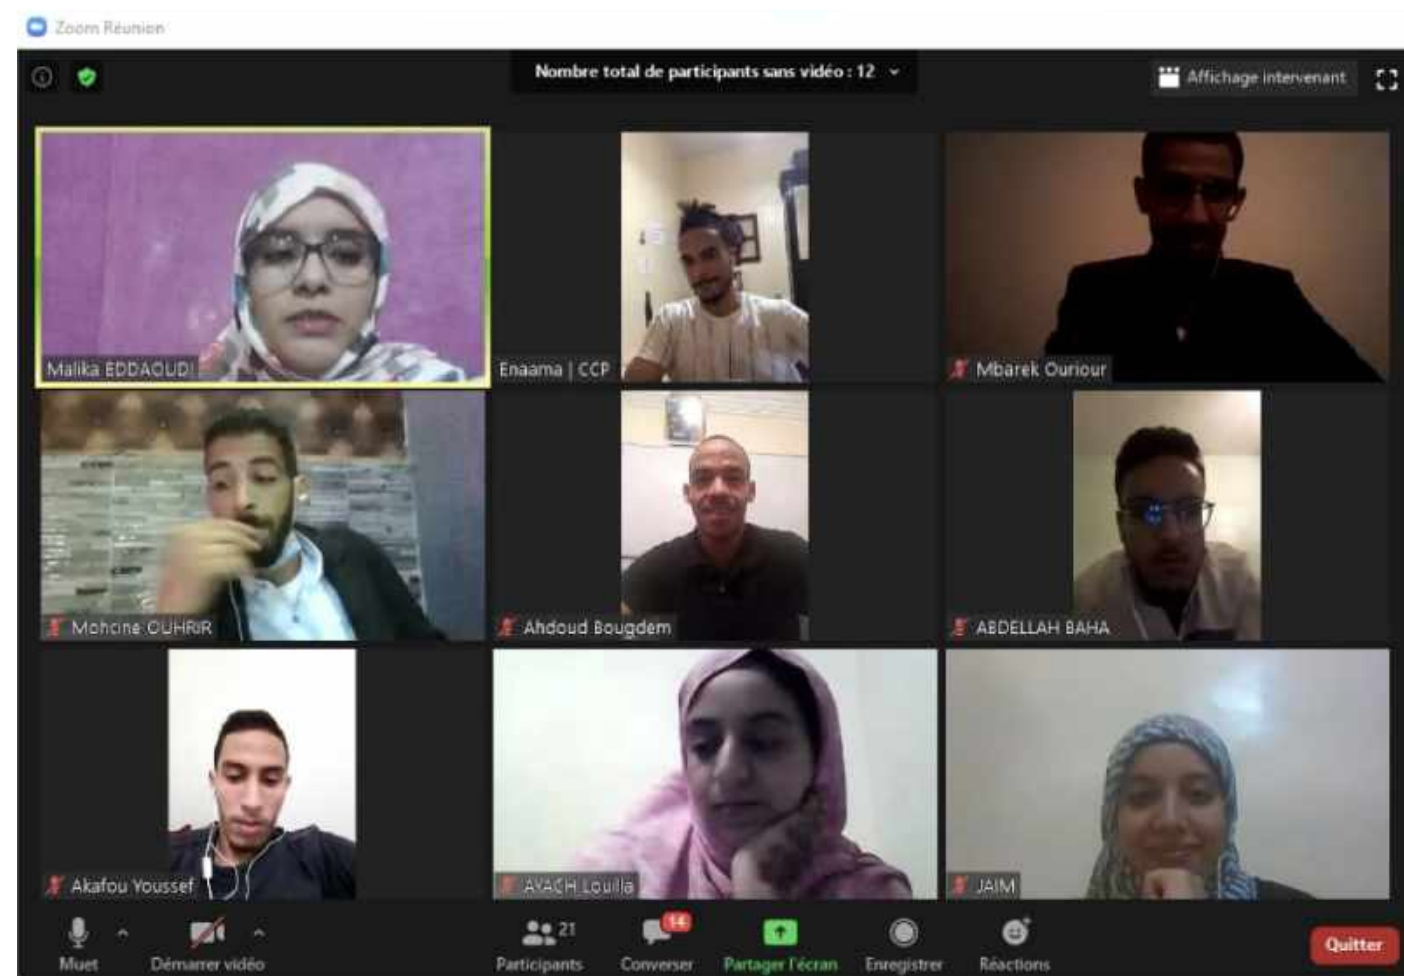 Zoom Réunion
Nombre total de participants sans vidéo : 12
Affichage intervenant
Malika EDDAOUDI
Enaama | CCP
Mbarek Ouriour
Mohcine OUHRIR
Ahdoud Bougdem
ABDELLAH BAHA
Akafou Youssef
AYACH Louilla
JAIM
21
14
Muet
Démarrer vidéo
Participants
Converser
Partager l'écran
Enregistrer
Réactions
Quitter